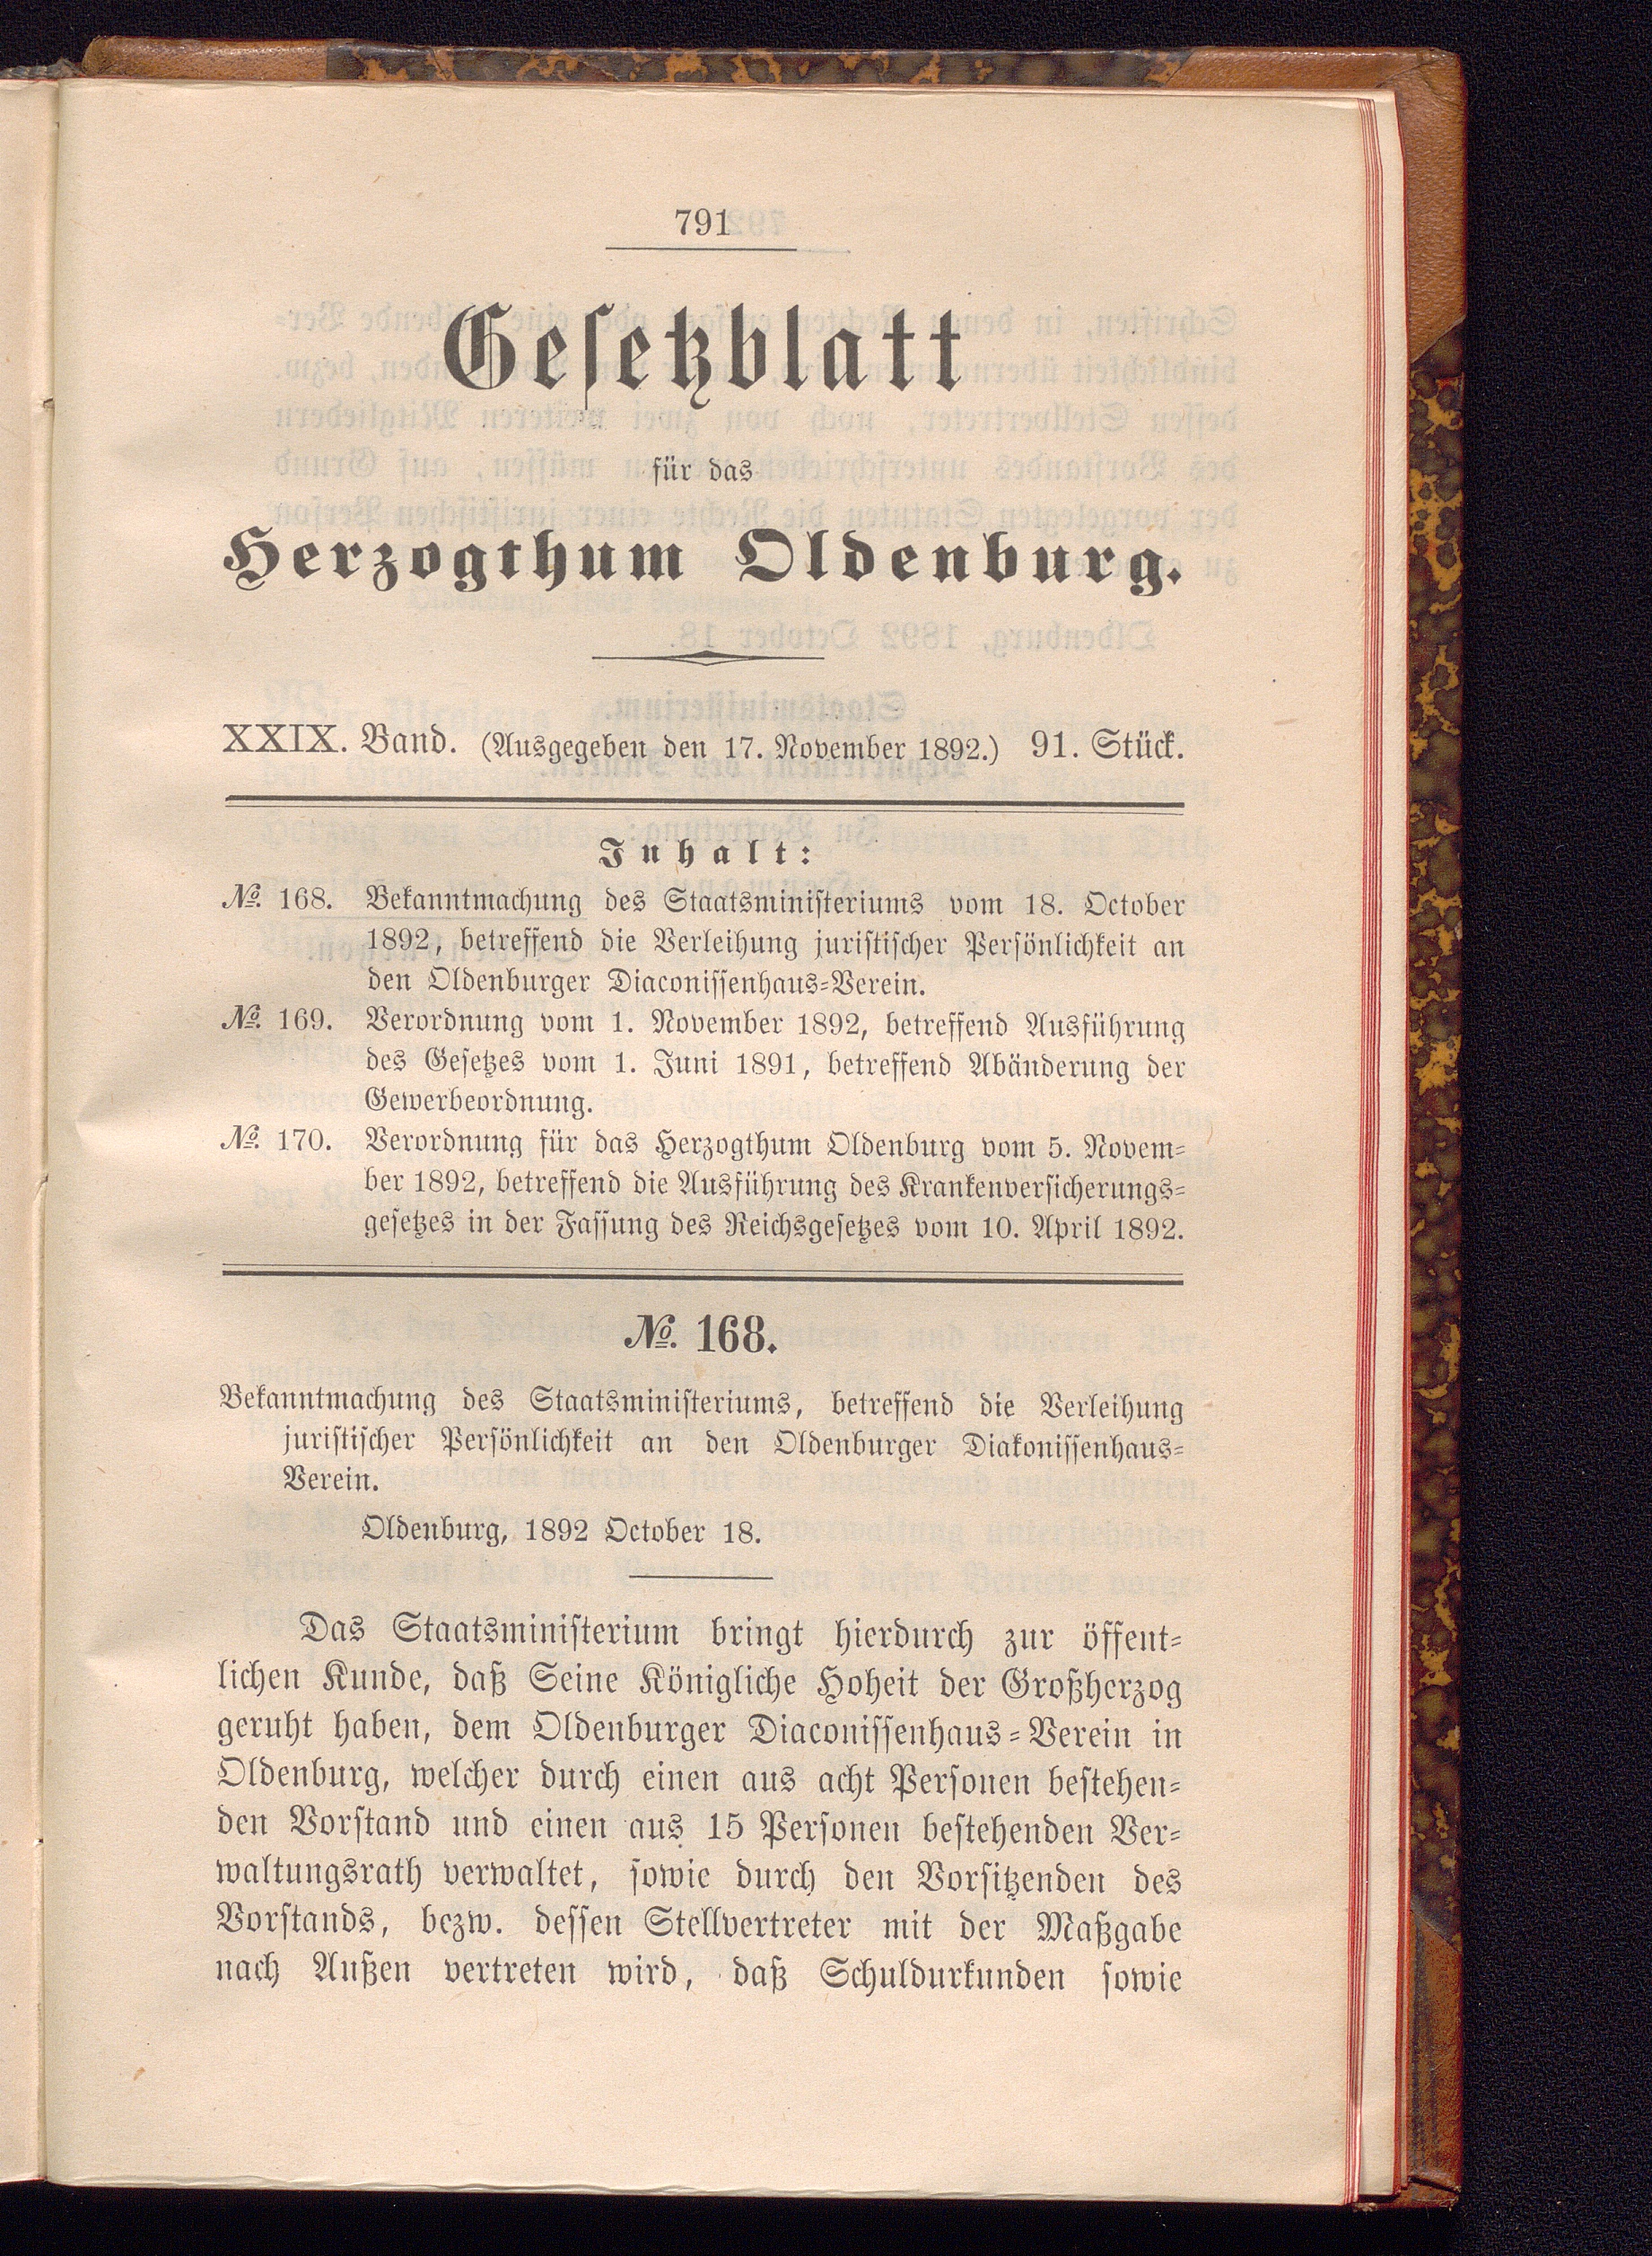 791
Gesetzblatt
für das
Herzogthum Oldenburg.
XXIX. Band. (Ausgegeben den 17. November 1892.) 91. Stück.
Inhalt:
№. 168. Bekanntmachung des Staatsministeriums vom 18. October
1892, betreffend die Verleihung juristischer Persönlichkeit an
den Oldenburger Diaconissenhaus-Verein.
№. 169. Verordnung vom 1. November 1892, betreffend Ausführung
des Gesetzes vom 1. Juni 1891, betreffend Abänderung der
Gewerbeordnung.
№. 170. Verordnung für das Herzogthum Oldenburg vom 5. Novem-
ber 1892, betreffend die Ausführung des Krankenversicherungs-
gesetzes in der Fassung des Reichsgesetzes vom 10. April 1892.
№. 168.
Bekanntmachung des Staatsministeriums, betreffend die Verleihung
juristischer Persönlichkeit an den Oldenburger Diakonissenhaus-
Verein.
Oldenburg, 1892 October 18.
Das Staatsministerium bringt hierdurch zur öffent-
lichen Kunde, daß Seine Königliche Hoheit der Großherzog
geruht haben, dem Oldenburger Diaconissenhaus-Verein in
Oldenburg, welcher durch einen aus acht Personen bestehen-
den Vorstand und einen aus 15 Personen bestehenden Ver-
waltungsrath verwaltet, sowie durch den Vorsitzenden des
Vorstands, bezw. dessen Stellvertreter mit der Maßgabe
nach Außen vertreten wird, daß Schuldurkunden sowie